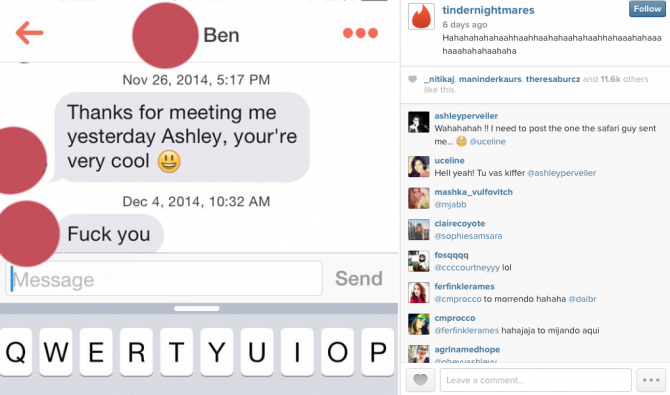 Ben
Nov 26, 2014, 5:17 PM
Thanks for meeting me
yesterday Ashley, your're
very cool 😃
Dec 4, 2014, 10:32 AM
Fuck you
Message
Send
Q W E R T Y U I O P
tindernightmares
Follow
6 days ago
_nitikaj, maninderkaurs, theresaburcz and 11.6k others
like this.
ashleyperveiler
Wahahahah !! I need to post the one the safari guy sent
me... @uceline
uceline
Hell yeah! Tu vas kiffer @ashleyperveiler
mashka_vulfovitch
@mjabb
clairecoyote
@sophiesamsara
fosqqqq
@ccccourtneyyy lol
ferfinklerames
@cmprocco to morrendo hahaha @daibr
cmprocco
@ferfinklerames hahajaja to mijando aqui
agrlnamedhope
Leave a comment...